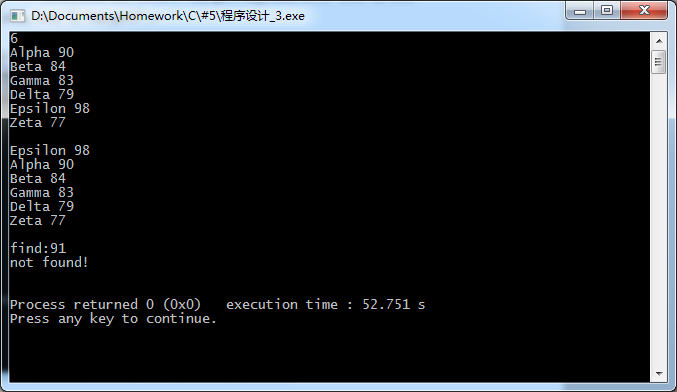 D:\Documents\Homework\C\#5\程序设计_3.exe
6
Alpha 90
Beta 84
Gamma 83
Delta 79
Epsilon 98
Zeta 77
Epsilon 98
Alpha 90
Beta 84
Gamma 83
Delta 79
Zeta 77
find:91
not found!
Process returned 0 (0x0)   execution time : 52.751 s
Press any key to continue.